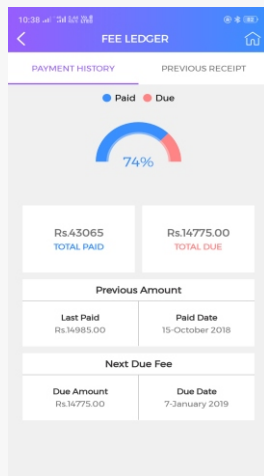 10:38
FEE LEDGER
PAYMENT HISTORY PREVIOUS RECEIPT
Paid Due
74%
Rs.43065 Rs.14775.00
TOTAL PAID TOTAL DUE
Previous Amount
Last Paid Paid Date
Rs.14985.00 15-October 2018
Next Due Fee
Due Amount Due Date
Rs.14775.00 7-January 2019